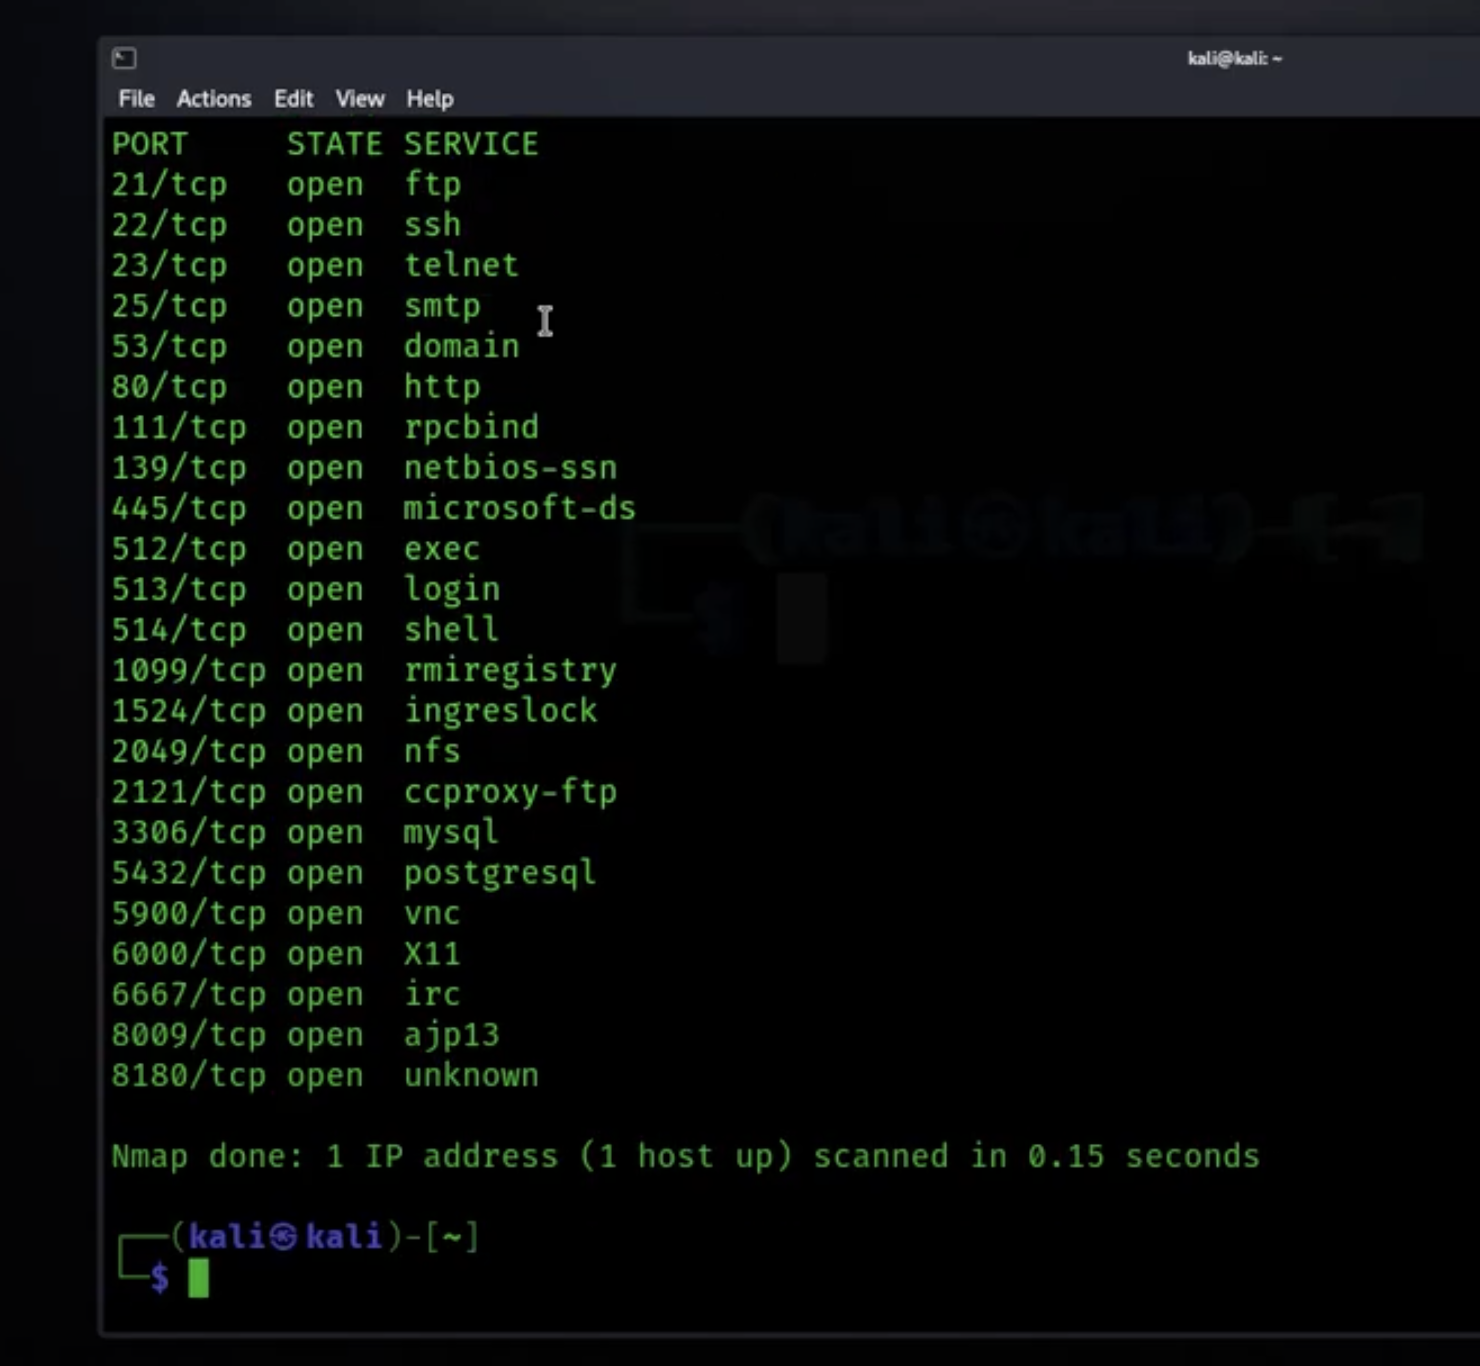 kali@kali: ~
File Actions Edit View Help
PORT STATE SERVICE
21/tcp open ftp
22/tcp open ssh
23/tcp open telnet
25/tcp open smtp
53/tcp open domain
80/tcp open http
111/tcp open rpcbind
139/tcp open netbios-ssn
445/tcp open microsoft-ds
512/tcp open exec
513/tcp open login
514/tcp open shell
1099/tcp open rmiregistry
1524/tcp open ingreslock
2049/tcp open nfs
2121/tcp open ccproxy-ftp
3306/tcp open mysql
5432/tcp open postgresql
5900/tcp open vnc
6000/tcp open X11
6667/tcp open irc
8009/tcp open ajp13
8180/tcp open unknown
Nmap done: 1 IP address (1 host up) scanned in 0.15 seconds
(kali㉿kali)-[~]
$
(kali㉿kali)-[~]
$